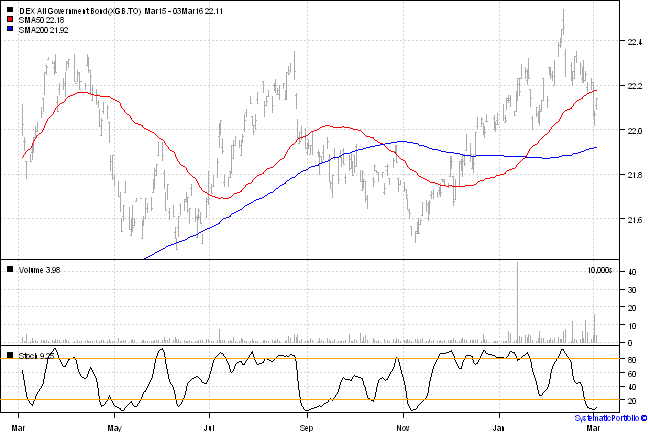 DEX All Government Bond(XGB.TO) Mar15 - 03Mar16 22.11
SMA50 22.18
SMA200 21.92
22.4
22.2
22.0
21.8
21.6
Volume 3.98
10,000s
40
30
20
10
0
Stoch 9.25
80
60
40
20
Mar May Jul Sep Nov Jan Mar
SystematicPortfolio ©